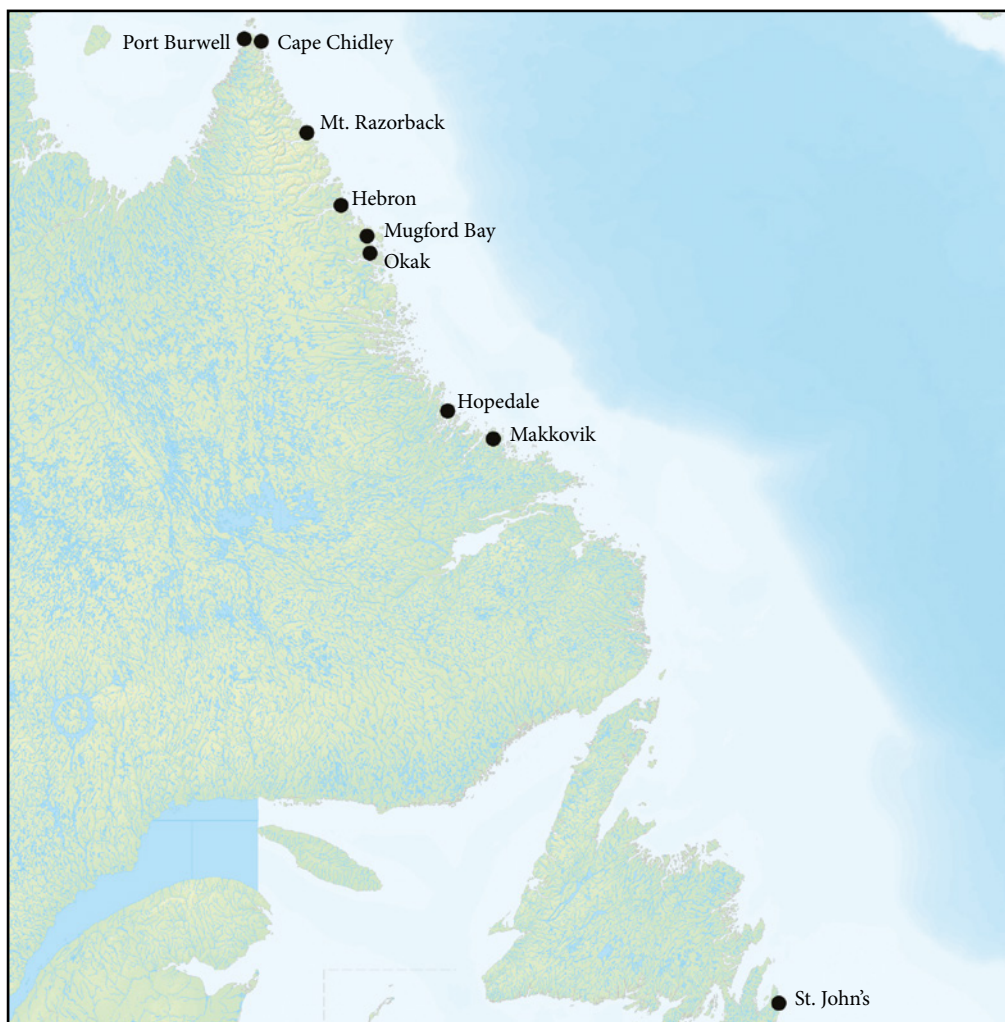 Port Burwell
Cape Chidley
Mt. Razorback
Hebron
Mugford Bay
Okak
Hopedale
Makkovik
St. John's